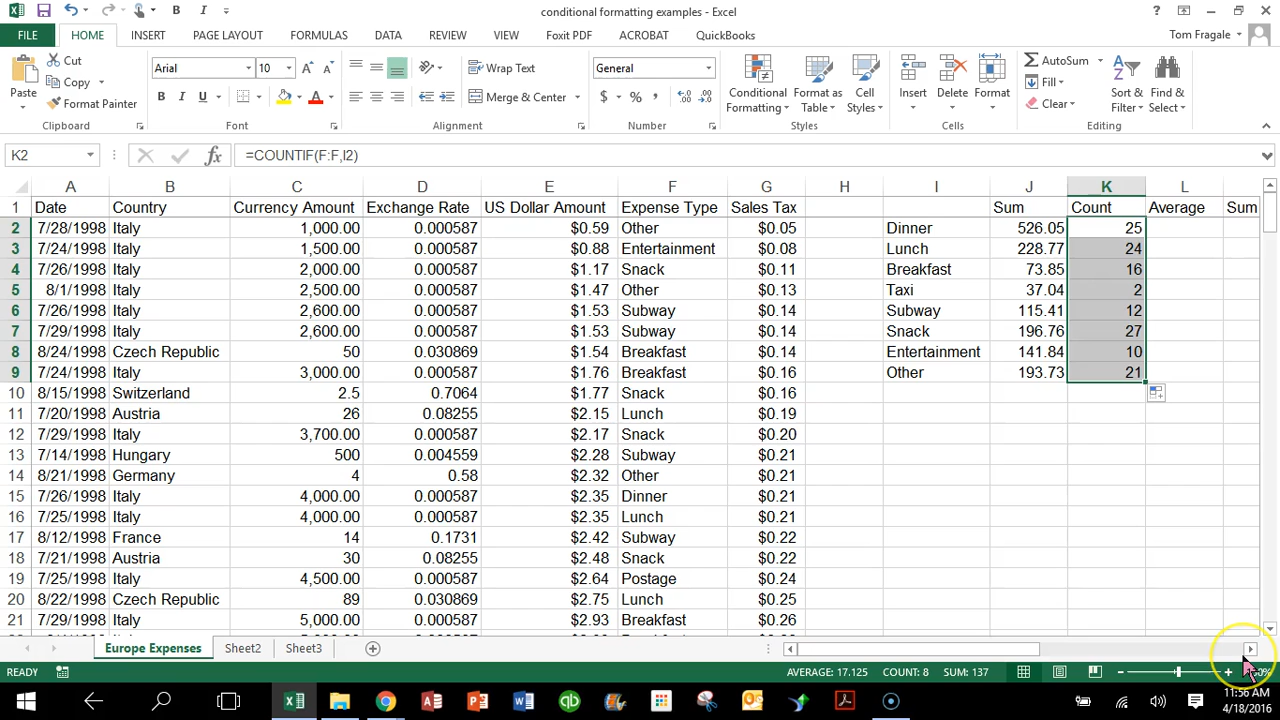 conditional formatting examples - Excel
FILE HOME INSERT PAGE LAYOUT FORMULAS DATA REVIEW VIEW Foxit PDF ACROBAT QuickBooks Tom Fragale
Paste
Cut
Copy
Format Painter
Clipboard
Arial 10
B I U
Font
Wrap Text
Merge & Center
Alignment
General
$ % ,
Number
Conditional Formatting
Format as Table
Cell Styles
Styles
Insert Delete Format
Cells
AutoSum
Fill
Clear
Sort & Filter
Find & Select
Editing
K2 =COUNTIF(F:F,I2)
A B C D E F G H I J K L
1 Date Country Currency Amount Exchange Rate US Dollar Amount Expense Type Sales Tax Sum Count Average Sum
2 7/28/1998 Italy 1,000.00 0.000587 $0.59 Other $0.05 Dinner 526.05 25
3 7/24/1998 Italy 1,500.00 0.000587 $0.88 Entertainment $0.08 Lunch 228.77 24
4 7/26/1998 Italy 2,000.00 0.000587 $1.17 Snack $0.11 Breakfast 73.85 16
5 8/1/1998 Italy 2,500.00 0.000587 $1.47 Other $0.13 Taxi 37.04 2
6 7/26/1998 Italy 2,600.00 0.000587 $1.53 Subway $0.14 Subway 115.41 12
7 7/29/1998 Italy 2,600.00 0.000587 $1.53 Subway $0.14 Snack 196.76 27
8 8/24/1998 Czech Republic 50 0.030869 $1.54 Breakfast $0.14 Entertainment 141.84 10
9 7/24/1998 Italy 3,000.00 0.000587 $1.76 Breakfast $0.16 Other 193.73 21
10 8/15/1998 Switzerland 2.5 0.7064 $1.77 Snack $0.16
11 7/20/1998 Austria 26 0.08255 $2.15 Lunch $0.19
12 7/29/1998 Italy 3,700.00 0.000587 $2.17 Snack $0.20
13 7/14/1998 Hungary 500 0.004559 $2.28 Subway $0.21
14 8/21/1998 Germany 4 0.58 $2.32 Other $0.21
15 7/26/1998 Italy 4,000.00 0.000587 $2.35 Dinner $0.21
16 7/25/1998 Italy 4,000.00 0.000587 $2.35 Lunch $0.21
17 8/12/1998 France 14 0.1731 $2.42 Subway $0.22
18 7/21/1998 Austria 30 0.08255 $2.48 Snack $0.22
19 7/25/1998 Italy 4,500.00 0.000587 $2.64 Postage $0.24
20 8/22/1998 Czech Republic 89 0.030869 $2.75 Lunch $0.25
21 7/29/1998 Italy 5,000.00 0.000587 $2.93 Breakfast $0.26
Europe Expenses Sheet2 Sheet3
READY AVERAGE: 17.125 COUNT: 8 SUM: 137
11:56 AM
4/18/2016